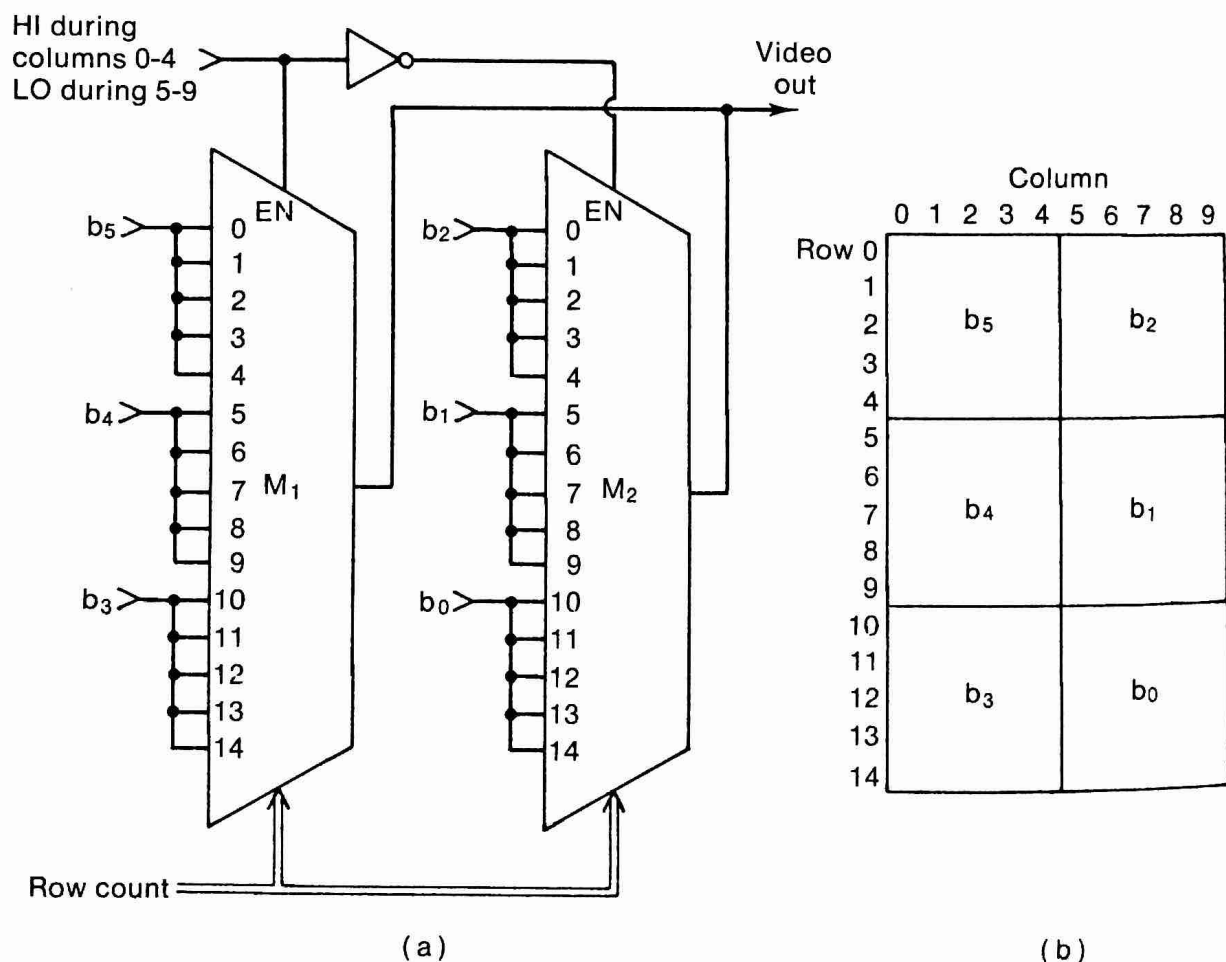 HI during
columns 0-4
LO during 5-9
Video
out
EN
b5
0
1
2
3
4
b4
5
6
7
8
9
M1
b3
10
11
12
13
14
EN
b2
0
1
2
3
4
b1
5
6
7
8
9
M2
b0
10
11
12
13
14
Row count
(a)
Column
0 1 2 3 4 5 6 7 8 9
Row 0
1
2 b5 b2
3
4
5
6
7 b4 b1
8
9
10
11
12 b3 b0
13
14
(b)